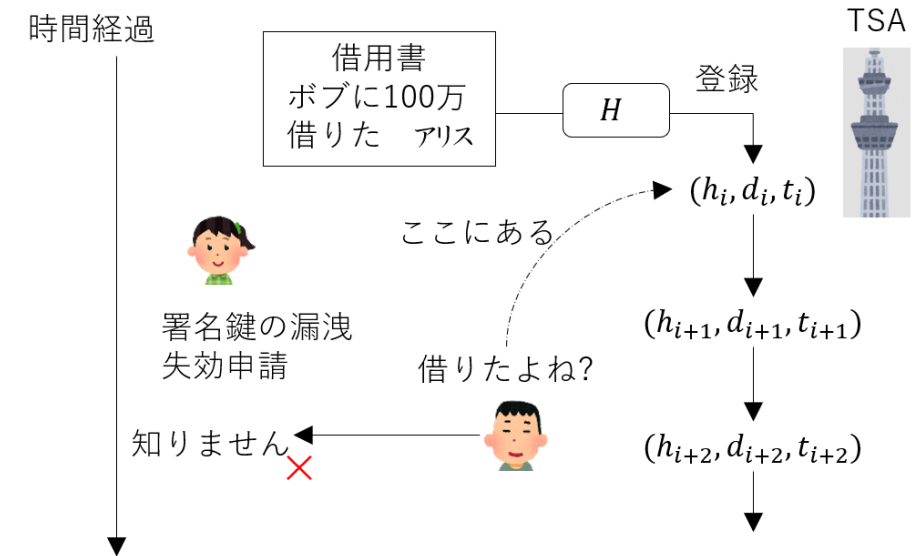 時間経過
TSA
借用書
ボブに100万
借りた アリス
H
登録
(h_i, d_i, t_i)
ここにある
署名鍵の漏洩
失効申請
(h_{i+1}, d_{i+1}, t_{i+1})
借りたよね?
知りません
(h_{i+2}, d_{i+2}, t_{i+2})